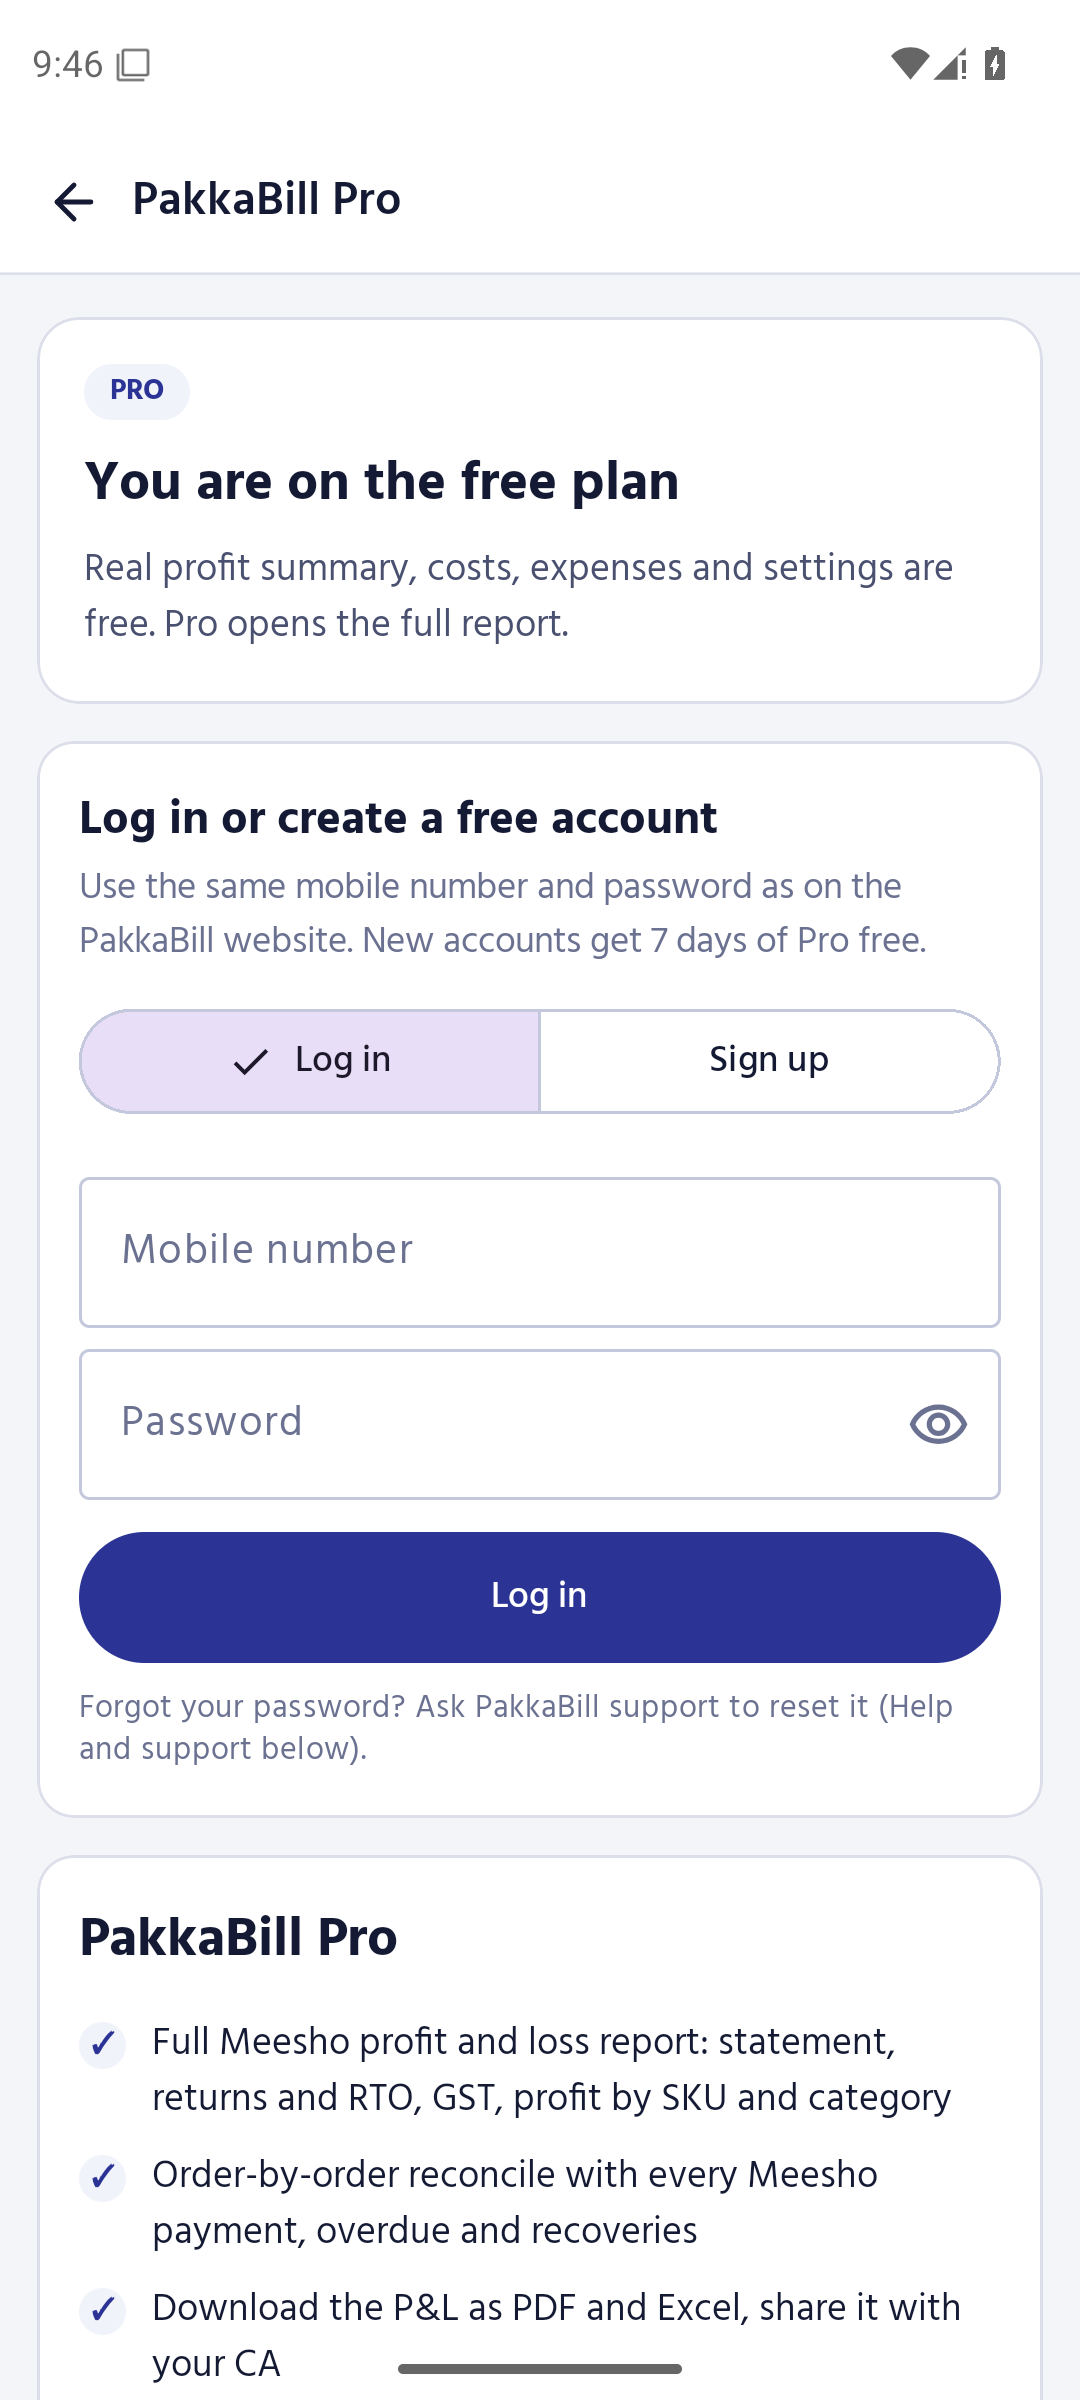 9:46
PakkaBill Pro
PRO
You are on the free plan
Real profit summary, costs, expenses and settings are
free. Pro opens the full report.
Log in or create a free account
Use the same mobile number and password as on the
PakkaBill website. New accounts get 7 days of Pro free.
Log in
Sign up
Mobile number
Password
Log in
Forgot your password? Ask PakkaBill support to reset it (Help
and support below).
PakkaBill Pro
Full Meesho profit and loss report: statement,
returns and RTO, GST, profit by SKU and category
Order-by-order reconcile with every Meesho
payment, overdue and recoveries
Download the P&L as PDF and Excel, share it with
your CA